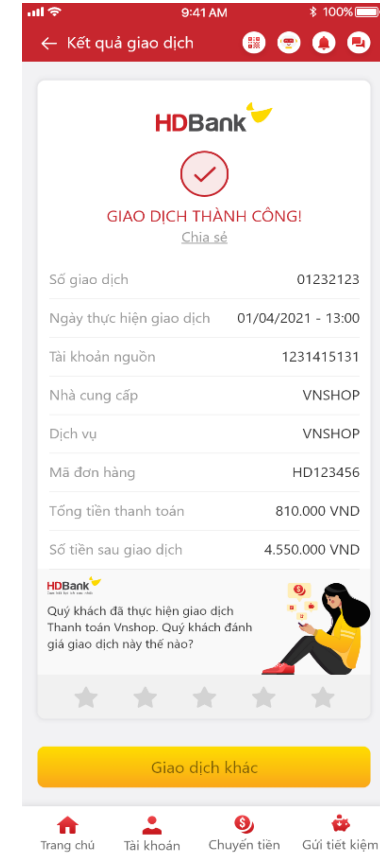 9:41 AM 100%
Kết quả giao dịch
HDBank
GIAO DỊCH THÀNH CÔNG!
Chia sẻ
Số giao dịch 01232123
Ngày thực hiện giao dịch 01/04/2021 - 13:00
Tài khoản nguồn 1231415131
Nhà cung cấp VNSHOP
Dịch vụ VNSHOP
Mã đơn hàng HD123456
Tổng tiền thanh toán 810.000 VND
Số tiền sau giao dịch 4.550.000 VND
HDBank
Quý khách đã thực hiện giao dịch
Thanh toán Vnshop. Quý khách đánh
giá giao dịch này thế nào?
Giao dịch khác
Trang chủ Tài khoản Chuyển tiền Gửi tiết kiệm